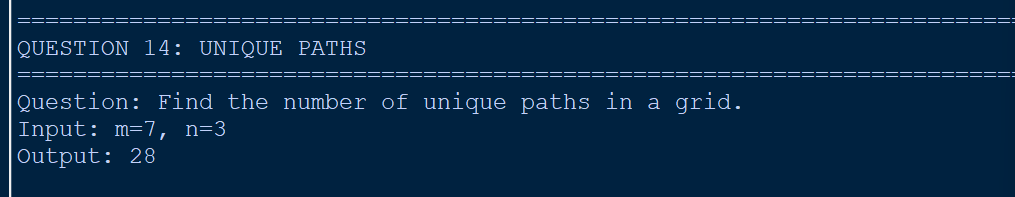 ========================================================================
QUESTION 14: UNIQUE PATHS
========================================================================
Question: Find the number of unique paths in a grid.
Input: m=7, n=3
Output: 28